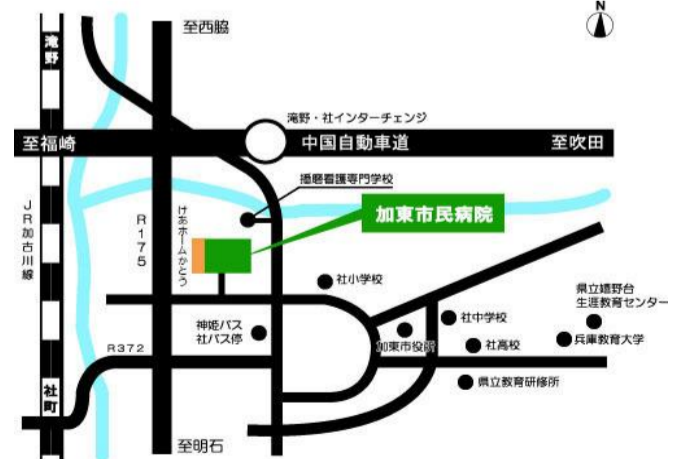 N
至西脇
滝野
滝野・社インターチェンジ
至福崎
中国自動車道
至吹田
播磨看護専門学校
加東市民病院
JR加古川線
R175
けあホームかとう
社小学校
県立嬉野台
生涯教育センター
社中学校
神姫バス
社バス停
加東市役所
社高校
兵庫教育大学
R372
県立教育研修所
社町
至明石